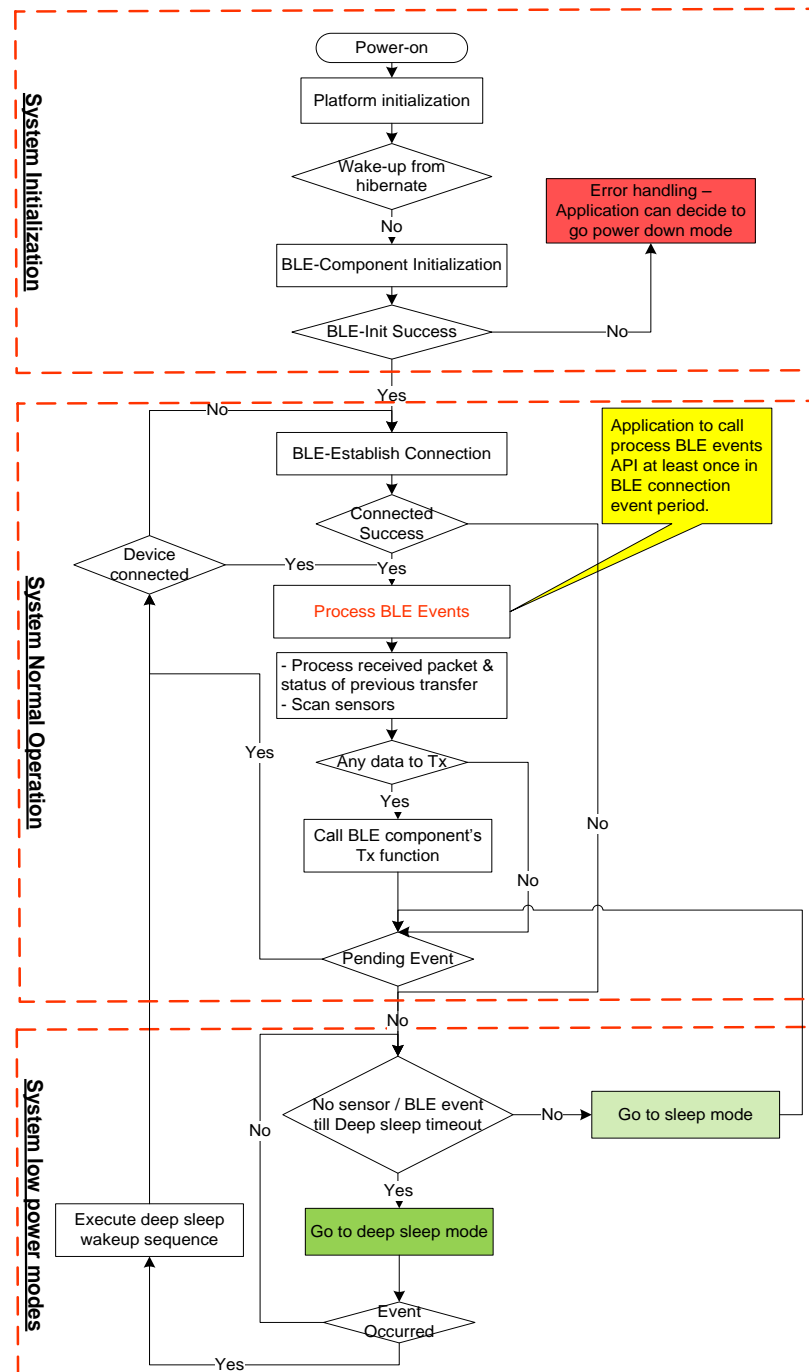 System Initialization
Power-on
Platform initialization
Wake-up from
hibernate
No
BLE-Component Initialization
Error handling –
Application can decide to
go power down mode
BLE-Init Success
No
Yes
System Normal Operation
No
BLE-Establish Connection
Application to call
process BLE events
API at least once in
BLE connection
event period.
Connected
Success
Device
connected
Yes
Yes
Process BLE Events
- Process received packet &
status of previous transfer
- Scan sensors
Yes
Any data to Tx
Yes
No
Call BLE component's
Tx function
No
Pending Event
No
System low power modes
No sensor / BLE event
till Deep sleep timeout
No
Go to sleep mode
No
Yes
Execute deep sleep
wakeup sequence
Go to deep sleep mode
Event
Occurred
Yes